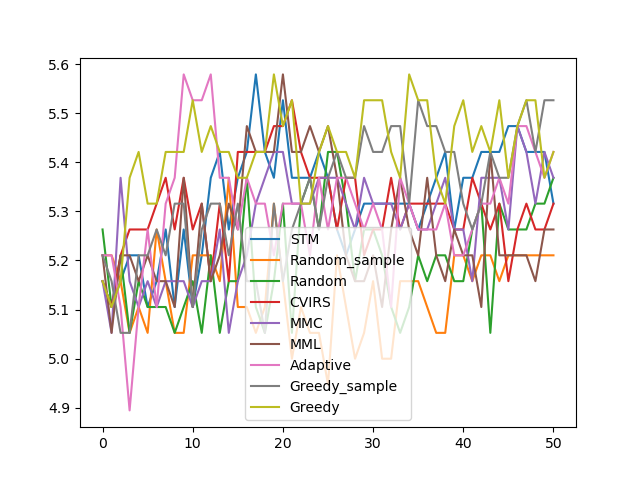 5.6
5.5
5.4
5.3
5.2
5.1
5.0
4.9
STM
Random_sample
Random
CVIRS
MMC
MML
Adaptive
Greedy_sample
Greedy
0 10 20 30 40 50